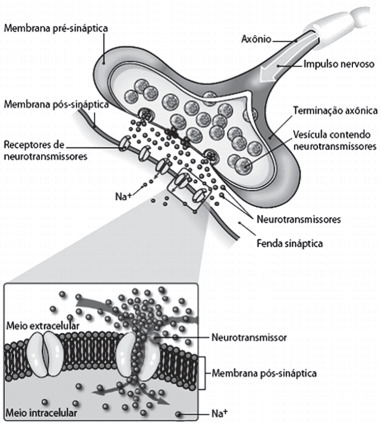 Membrana pré-sináptica
Axônio
Impulso nervoso
Membrana pós-sináptica
Terminação axônica
Receptores de
neurotransmissores
Vesícula contendo
neurotransmissores
Na+
Neurotransmissores
Fenda sináptica
Meio extracelular
Neurotransmissor
Membrana pós-sináptica
Meio intracelular
Na+